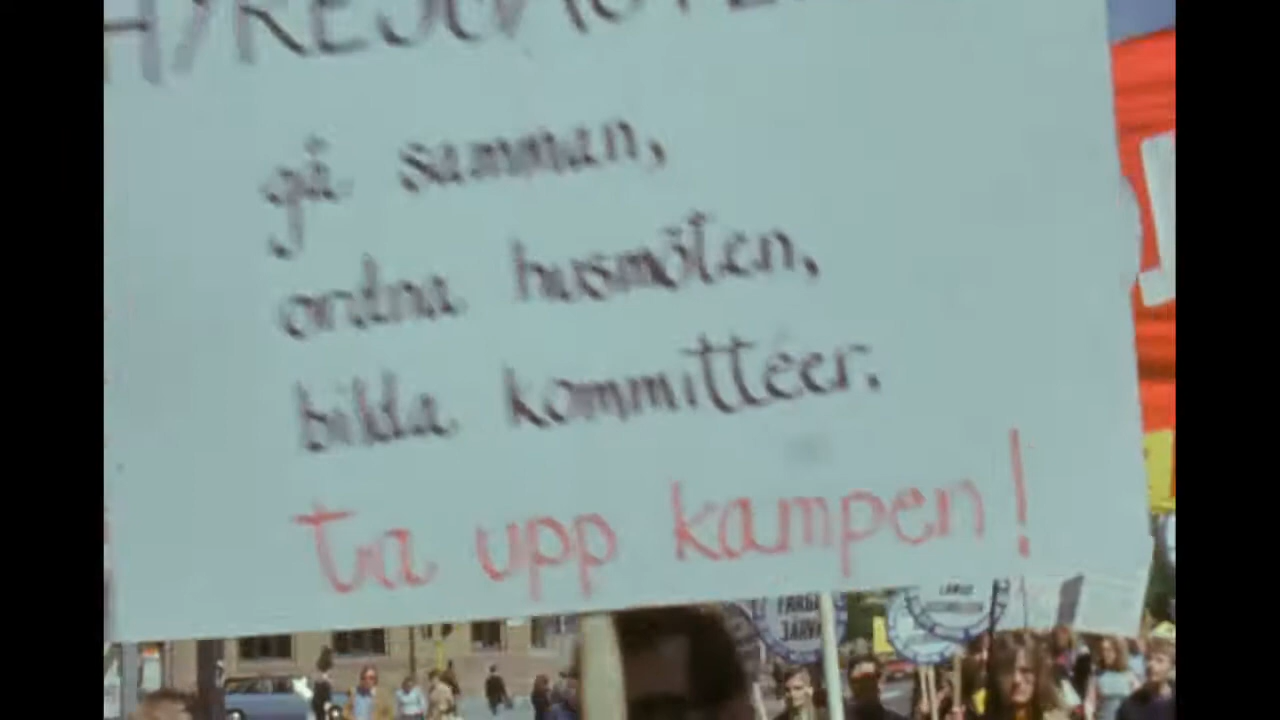 gå samman,
ordna husmöten,
bilda kommittéer.
ta upp kampen!